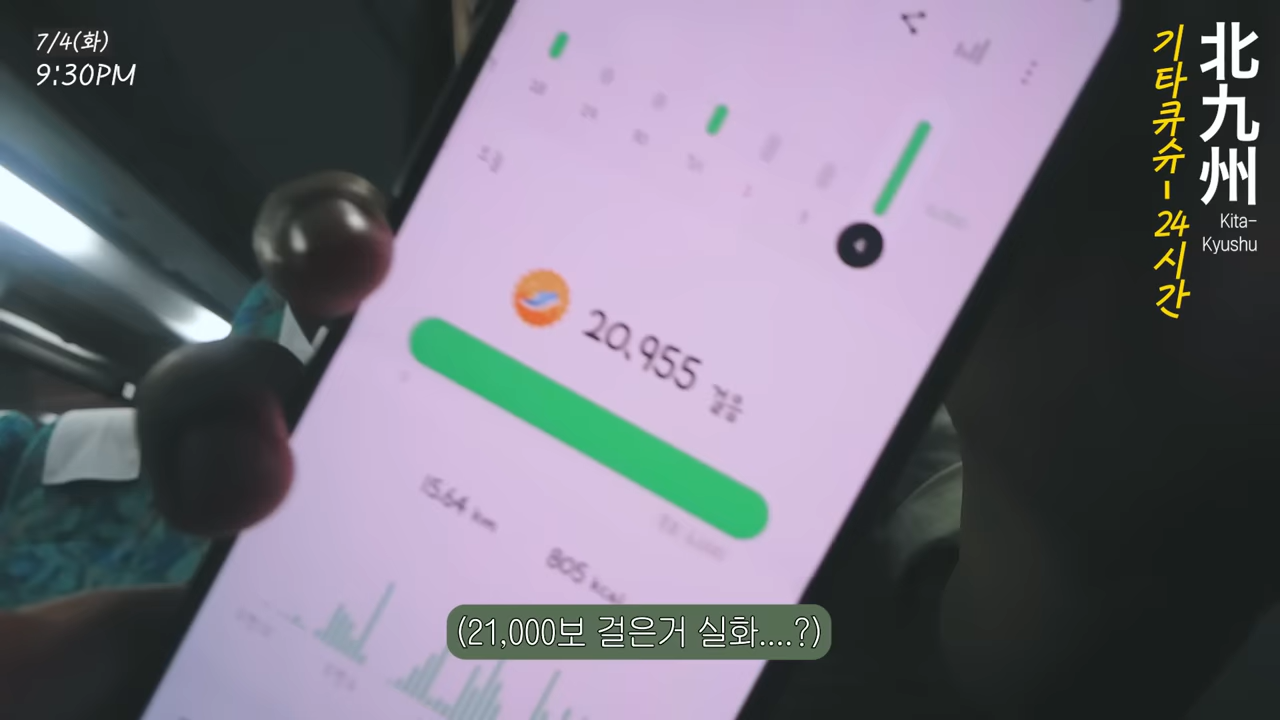 7/4(화)
9:30PM
北九州
Kita-
Kyushu
기타큐슈-24시간
20,955 걸음
15.64 km
805 kcal
(21,000보 걸은거 실화....?)